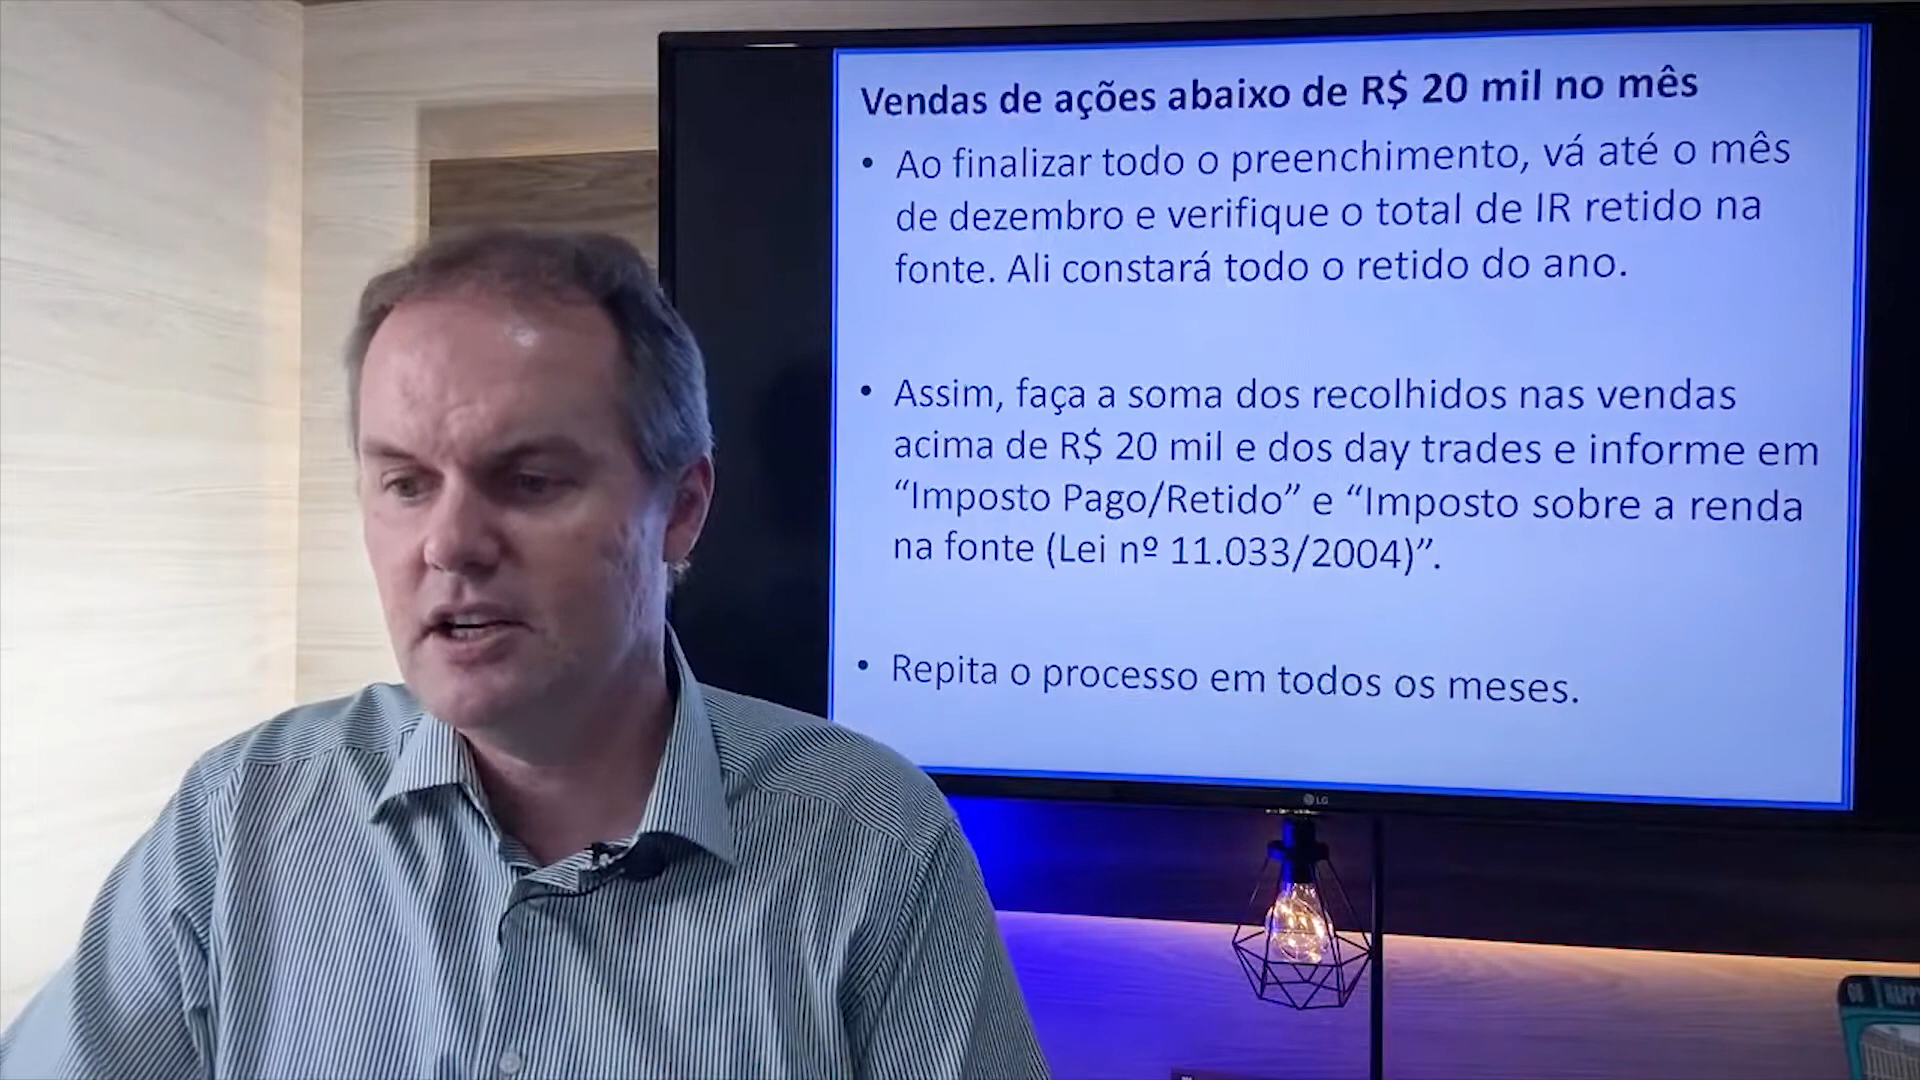 Vendas de ações abaixo de R$ 20 mil no mês
• Ao finalizar todo o preenchimento, vá até o mês
de dezembro e verifique o total de IR retido na
fonte. Ali constará todo o retido do ano.
• Assim, faça a soma dos recolhidos nas vendas
acima de R$ 20 mil e dos day trades e informe em
“Imposto Pago/Retido” e “Imposto sobre a renda
na fonte (Lei nº 11.033/2004)”.
• Repita o processo em todos os meses.
LG